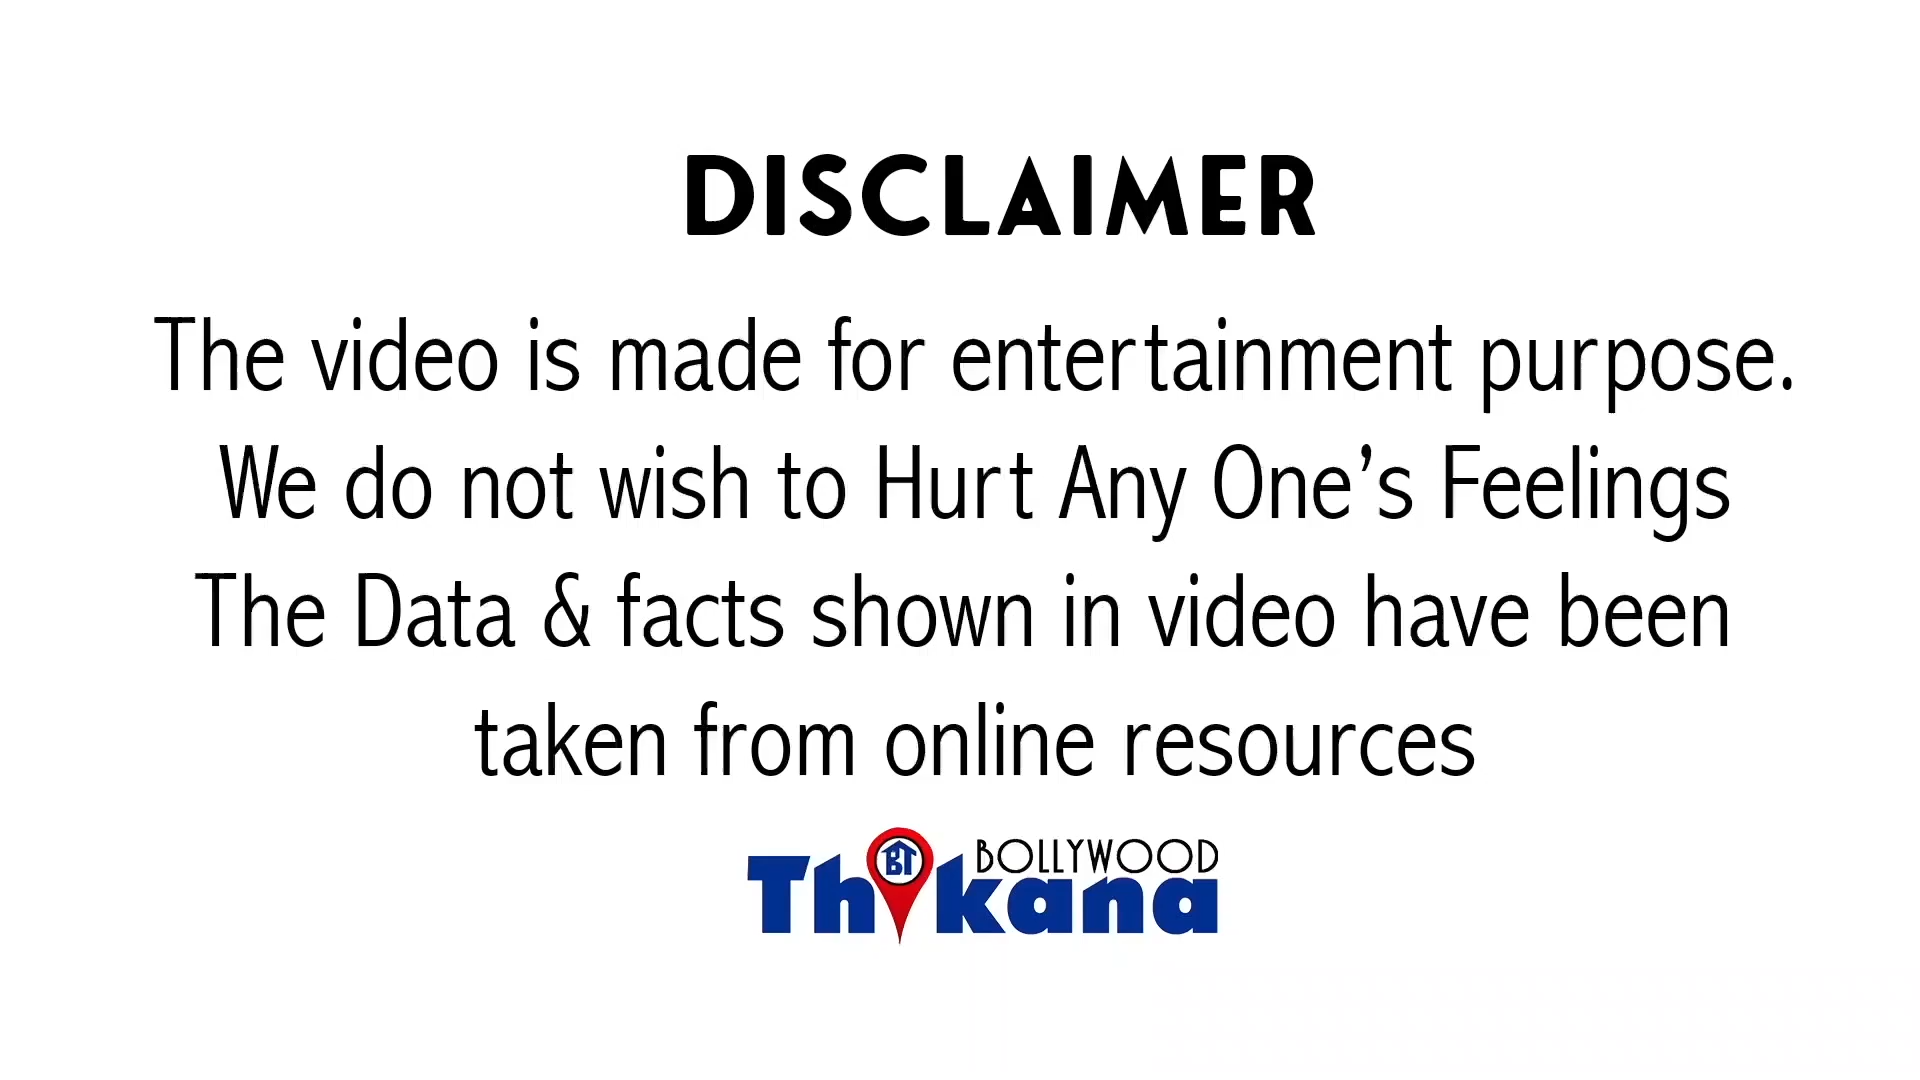 DISCLAIMER
The video is made for entertainment purpose.
We do not wish to Hurt Any One’s Feelings
The Data & facts shown in video have been
taken from online resources
BT BOLLYWOOD
Thikana